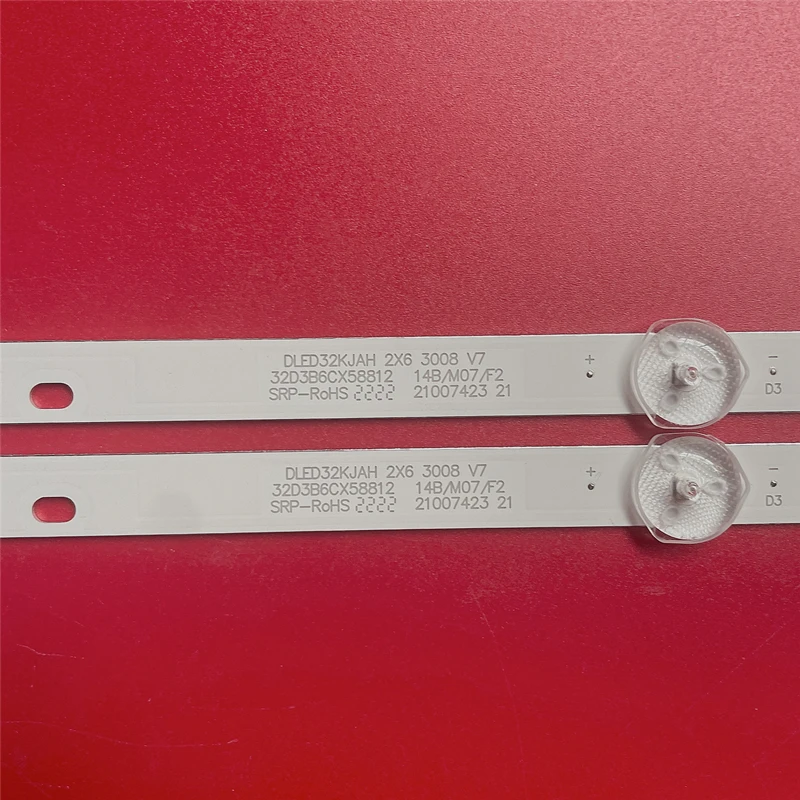 DLED32KJAH 2X6 3008 V7
32D3B6CX58812 14B/M07/F2
SRP-RoHS 2222 21007423 21
+
-
D3
DLED32KJAH 2X6 3008 V7
32D3B6CX58812 14B/M07/F2
SRP-RoHS 2222 21007423 21
+
-
D3